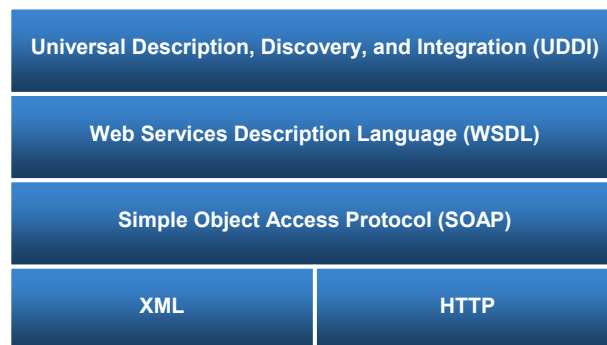 Universal Description, Discovery, and Integration (UDDI)
Web Services Description Language (WSDL)
Simple Object Access Protocol (SOAP)
XML
HTTP